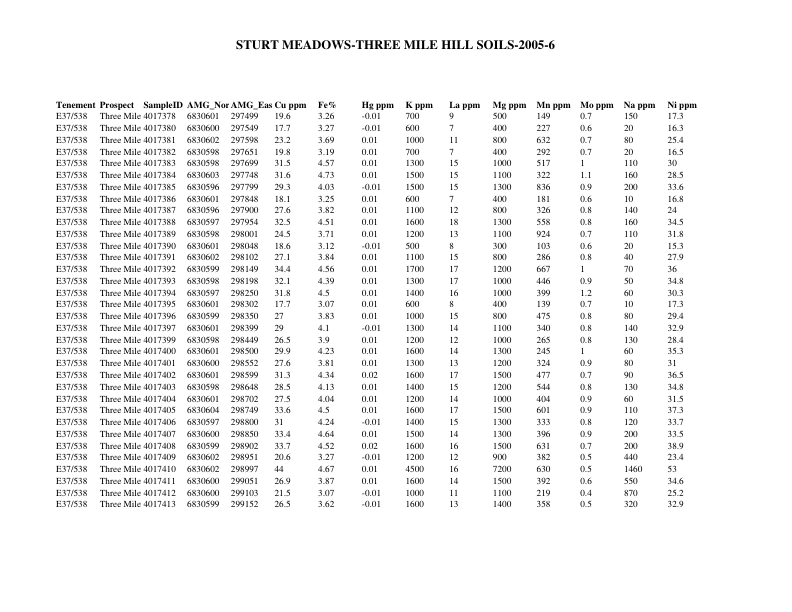 STURT MEADOWS-THREE MILE HILL SOILS-2005-6
Tenement Prospect SampleID AMG_Nor AMG_Eas Cu ppm Fe% Hg ppm K ppm La ppm Mg ppm Mn ppm Mo ppm Na ppm Ni ppm
E37/538 Three Mile 4017378 6830601 297499 19.6 3.26 -0.01 700 9 500 149 0.7 150 17.3
E37/538 Three Mile 4017380 6830600 297549 17.7 3.27 -0.01 600 7 400 227 0.6 20 16.3
E37/538 Three Mile 4017381 6830602 297598 23.2 3.69 0.01 1000 11 800 632 0.7 80 25.4
E37/538 Three Mile 4017382 6830598 297651 19.8 3.19 0.01 700 7 400 292 0.7 20 16.5
E37/538 Three Mile 4017383 6830598 297699 31.5 4.57 0.01 1300 15 1000 517 1 110 30
E37/538 Three Mile 4017384 6830603 297748 31.6 4.73 0.01 1500 15 1100 322 1.1 160 28.5
E37/538 Three Mile 4017385 6830596 297799 29.3 4.03 -0.01 1500 15 1300 836 0.9 200 33.6
E37/538 Three Mile 4017386 6830601 297848 18.1 3.25 0.01 600 7 400 181 0.6 10 16.8
E37/538 Three Mile 4017387 6830596 297900 27.6 3.82 0.01 1100 12 800 326 0.8 140 24
E37/538 Three Mile 4017388 6830597 297954 32.5 4.51 0.01 1600 18 1300 558 0.8 160 34.5
E37/538 Three Mile 4017389 6830598 298001 24.5 3.71 0.01 1200 13 1100 924 0.7 110 31.8
E37/538 Three Mile 4017390 6830601 298048 18.6 3.12 -0.01 500 8 300 103 0.6 20 15.3
E37/538 Three Mile 4017391 6830602 298102 27.1 3.84 0.01 1100 15 800 286 0.8 40 27.9
E37/538 Three Mile 4017392 6830599 298149 34.4 4.56 0.01 1700 17 1200 667 1 70 36
E37/538 Three Mile 4017393 6830598 298198 32.1 4.39 0.01 1300 17 1000 446 0.9 50 34.8
E37/538 Three Mile 4017394 6830597 298250 31.8 4.5 0.01 1400 16 1000 399 1.2 60 30.3
E37/538 Three Mile 4017395 6830601 298302 17.7 3.07 0.01 600 8 400 139 0.7 10 17.3
E37/538 Three Mile 4017396 6830599 298350 27 3.83 0.01 1000 15 800 475 0.8 80 29.4
E37/538 Three Mile 4017397 6830601 298399 29 4.1 -0.01 1300 14 1100 340 0.8 140 32.9
E37/538 Three Mile 4017399 6830598 298449 26.5 3.9 0.01 1200 12 1000 265 0.8 130 28.4
E37/538 Three Mile 4017400 6830601 298500 29.9 4.23 0.01 1600 14 1300 245 1 60 35.3
E37/538 Three Mile 4017401 6830600 298552 27.6 3.81 0.01 1300 13 1200 324 0.9 80 31
E37/538 Three Mile 4017402 6830601 298599 31.3 4.34 0.02 1600 17 1500 477 0.7 90 36.5
E37/538 Three Mile 4017403 6830598 298648 28.5 4.13 0.01 1400 15 1200 544 0.8 130 34.8
E37/538 Three Mile 4017404 6830601 298702 27.5 4.04 0.01 1200 14 1000 404 0.9 60 31.5
E37/538 Three Mile 4017405 6830604 298749 33.6 4.5 0.01 1600 17 1500 601 0.9 110 37.3
E37/538 Three Mile 4017406 6830597 298800 31 4.24 -0.01 1500 15 1300 333 0.8 120 33.7
E37/538 Three Mile 4017407 6830600 298850 33.4 4.64 0.01 1500 14 1300 396 0.9 200 33.5
E37/538 Three Mile 4017408 6830599 298902 33.7 4.52 0.02 1600 16 1500 631 0.7 200 38.9
E37/538 Three Mile 4017409 6830602 298951 20.6 3.27 -0.01 1200 12 900 382 0.5 440 23.4
E37/538 Three Mile 4017410 6830602 298997 44 4.67 0.01 4500 16 7200 630 0.5 1460 53
E37/538 Three Mile 4017411 6830600 299051 26.9 3.87 0.01 1600 14 1500 392 0.6 550 34.6
E37/538 Three Mile 4017412 6830600 299103 21.5 3.07 -0.01 1000 11 1100 219 0.4 870 25.2
E37/538 Three Mile 4017413 6830599 299152 26.5 3.62 -0.01 1600 13 1400 358 0.5 320 32.9